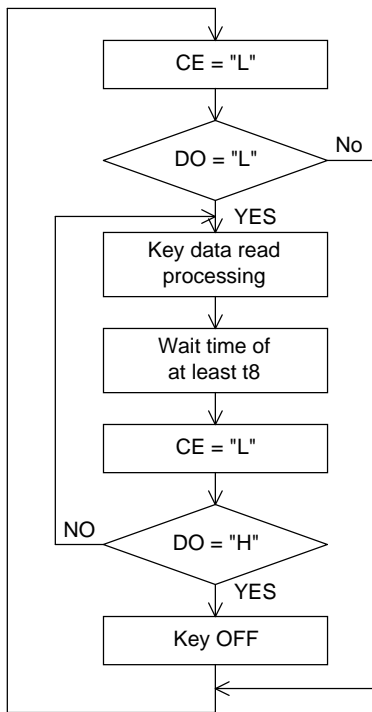 CE = "L"
DO = "L"
No
YES
Key data read
processing
Wait time of
at least t8
CE = "L"
NO
DO = "H"
YES
Key OFF